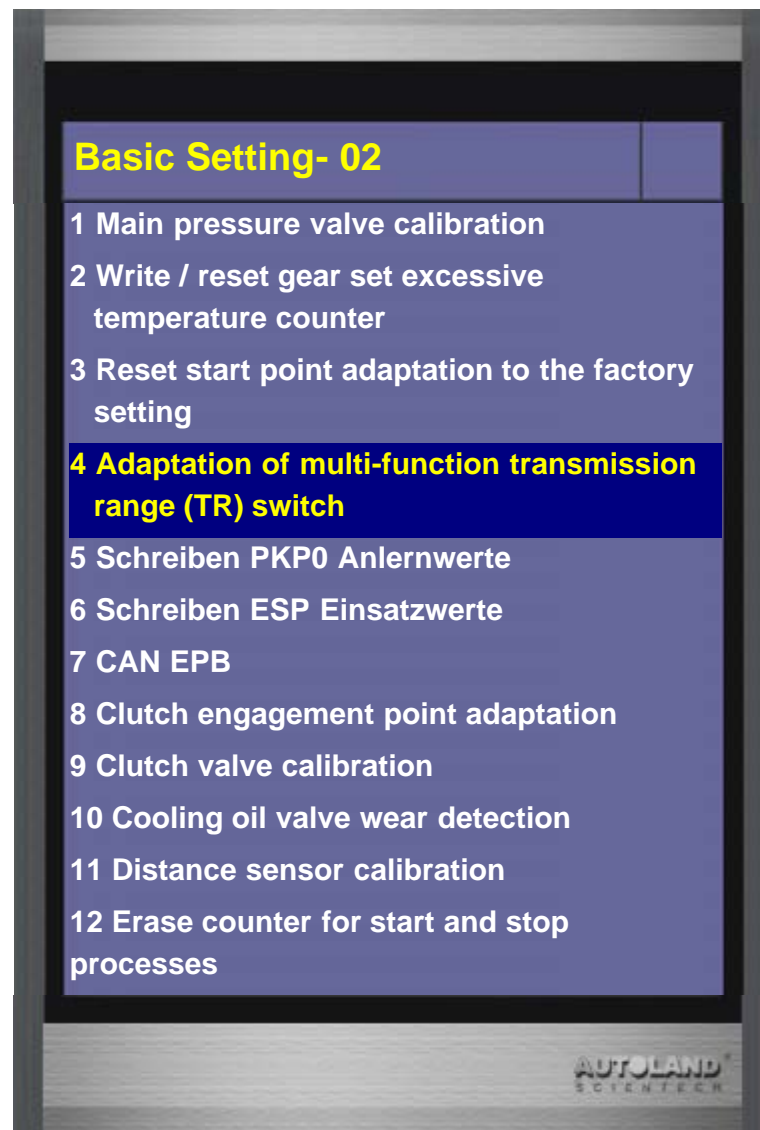 Basic Setting- 02
1 Main pressure valve calibration
2 Write / reset gear set excessive
temperature counter
3 Reset start point adaptation to the factory
setting
4 Adaptation of multi-function transmission
range (TR) switch
5 Schreiben PKP0 Anlernwerte
6 Schreiben ESP Einsatzwerte
7 CAN EPB
8 Clutch engagement point adaptation
9 Clutch valve calibration
10 Cooling oil valve wear detection
11 Distance sensor calibration
12 Erase counter for start and stop
processes
AUTOLAND
SCIENTECH